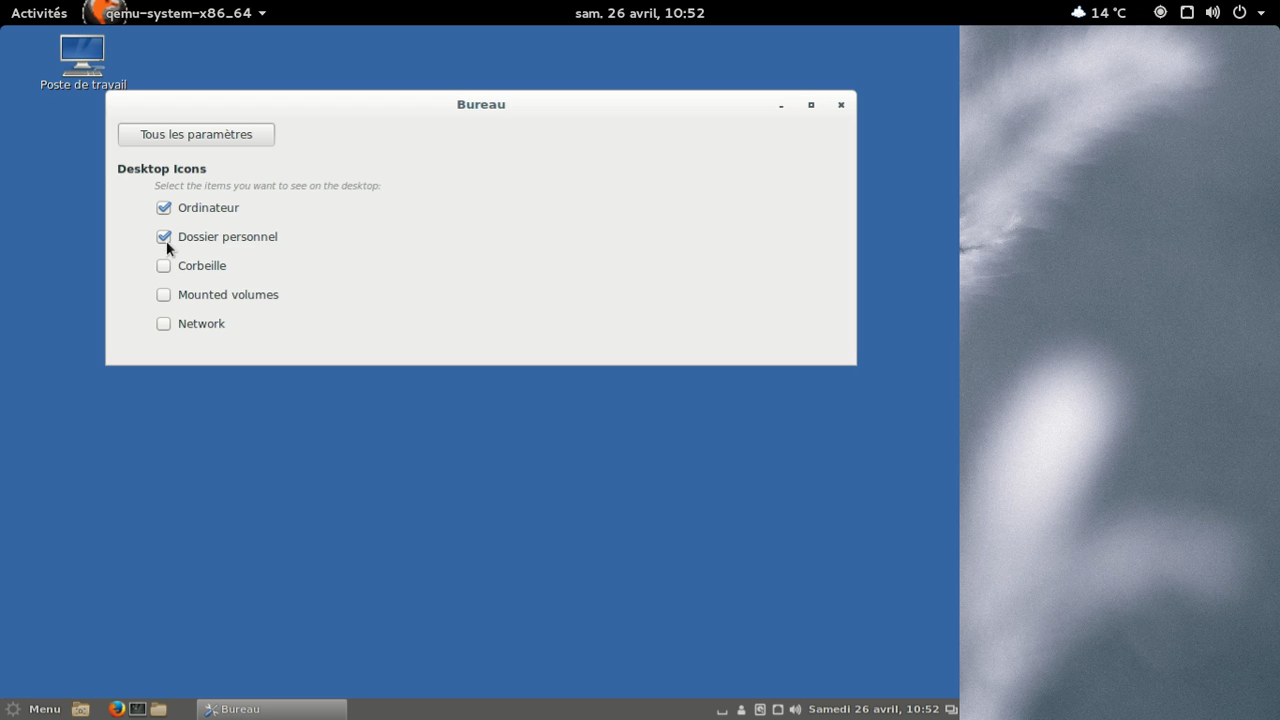 Activités qemu-system-x86_64 sam. 26 avril, 10:52 14 °C
Poste de travail
Bureau
Tous les paramètres
Desktop Icons
Select the items you want to see on the desktop:
Ordinateur
Dossier personnel
Corbeille
Mounted volumes
Network
Menu Bureau Samedi 26 avril, 10:52